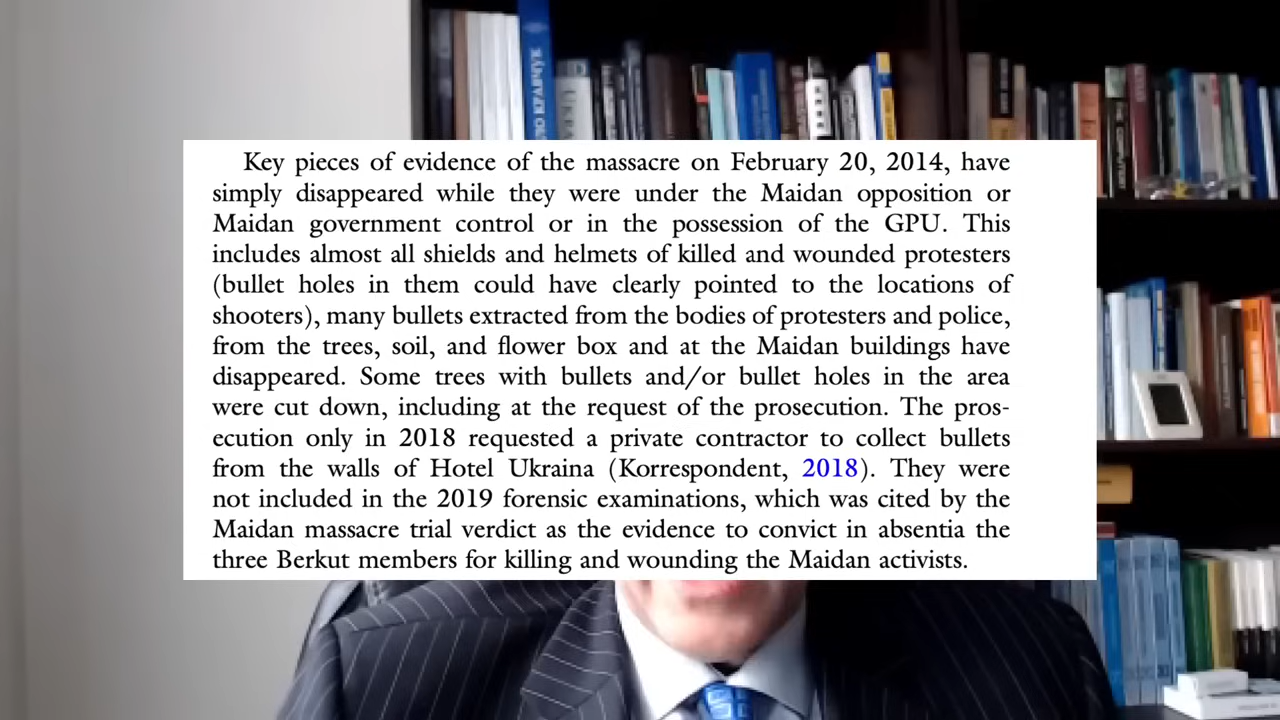 ЛО КРАВЧУК
Key pieces of evidence of the massacre on February 20, 2014, have
simply disappeared while they were under the Maidan opposition or
Maidan government control or in the possession of the GPU. This
includes almost all shields and helmets of killed and wounded protesters
(bullet holes in them could have clearly pointed to the locations of
shooters), many bullets extracted from the bodies of protesters and police,
from the trees, soil, and flower box and at the Maidan buildings have
disappeared. Some trees with bullets and/or bullet holes in the area
were cut down, including at the request of the prosecution. The pros-
ecution only in 2018 requested a private contractor to collect bullets
from the walls of Hotel Ukraina (Korrespondent, 2018). They were
not included in the 2019 forensic examinations, which was cited by the
Maidan massacre trial verdict as the evidence to convict in absentia the
three Berkut members for killing and wounding the Maidan activists.